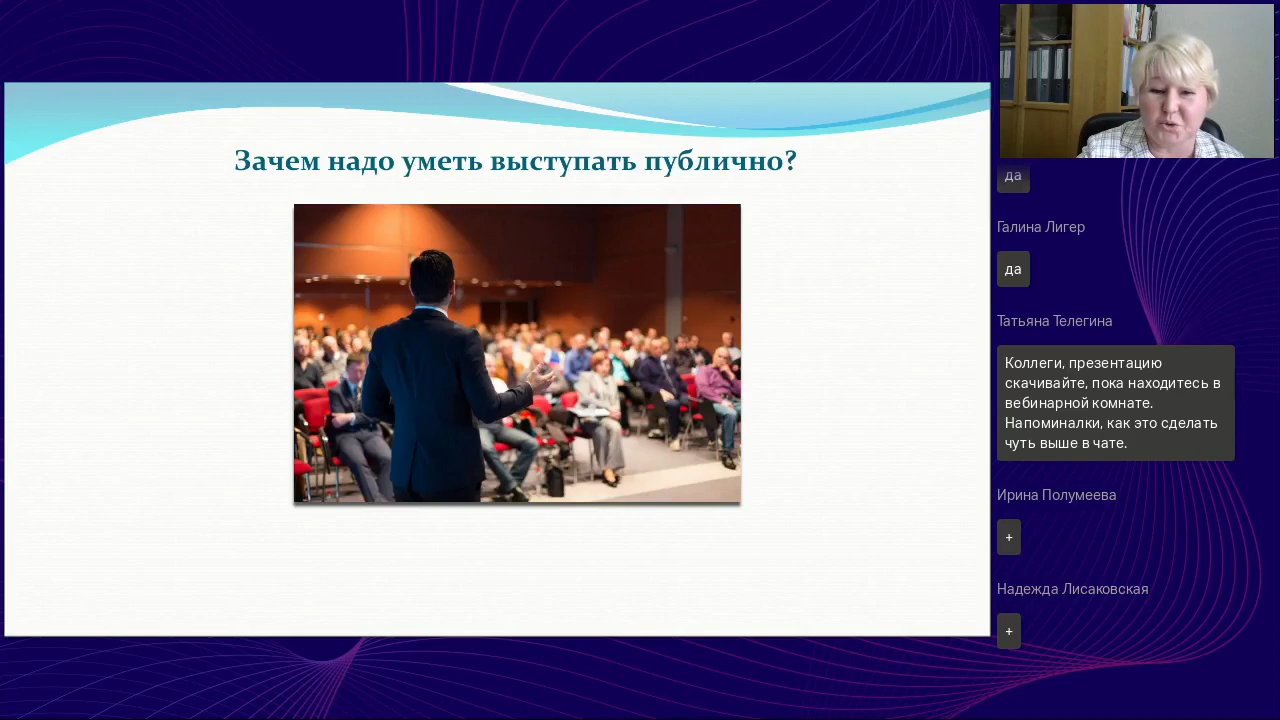 Зачем надо уметь выступать публично?
да
Галина Лигер
да
Татьяна Телегина
Коллеги, презентацию
скачивайте, пока находитесь в
вебинарной комнате.
Напоминалки, как это сделать
чуть выше в чате.
Ирина Полумеева
+
Надежда Лисаковская
+